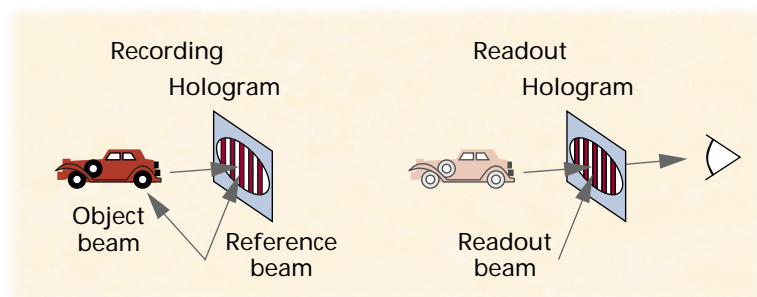 Recording
Hologram
Object
beam
Reference
beam
Readout
Hologram
Readout
beam